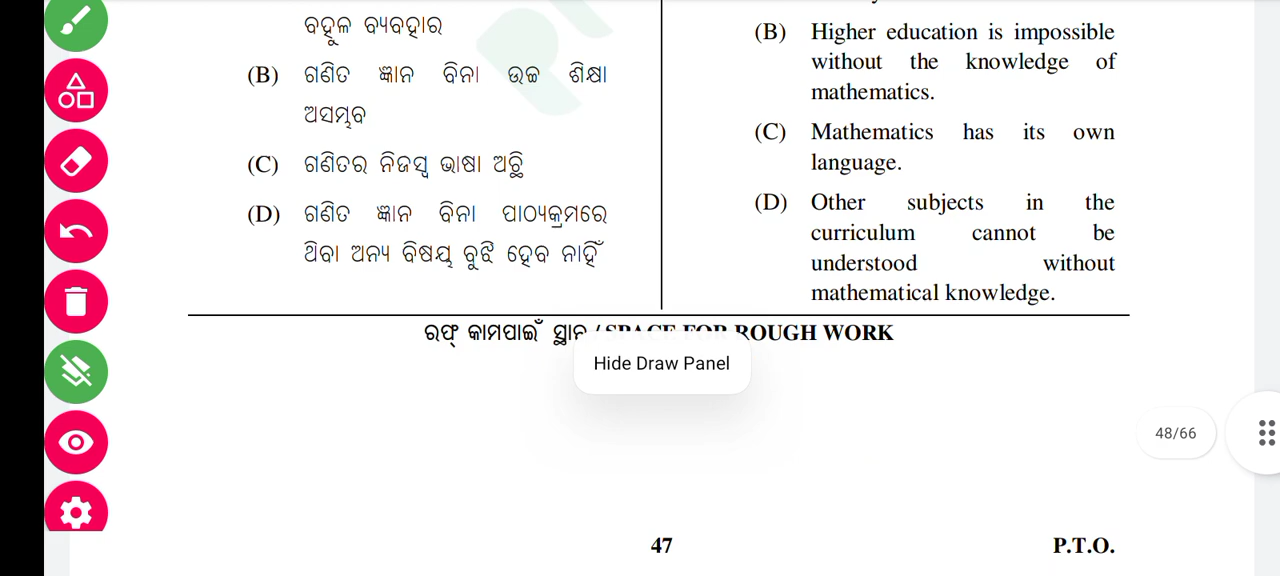 ବହୁଳ ବ୍ୟବହାର
(B) ଗଣିତ ଜ୍ଞାନ ବିନା ଉଚ୍ଚ ଶିକ୍ଷା
ଅସମ୍ଭବ
(C) ଗଣିତର ନିଜସ୍ୱ ଭାଷା ଅଛି
(D) ଗଣିତ ଜ୍ଞାନ ବିନା ପାଠ୍ୟକ୍ରମରେ
ଥିବା ଅନ୍ୟ ବିଷୟ ବୁଝି ହେବ ନାହିଁ
(B) Higher education is impossible
without the knowledge of
mathematics.
(C) Mathematics has its own
language.
(D) Other subjects in the
curriculum cannot be
understood without
mathematical knowledge.
ରଫ୍ କାମପାଇଁ ସ୍ଥାନ / SPACE FOR ROUGH WORK
Hide Draw Panel
48/66
47
P.T.O.